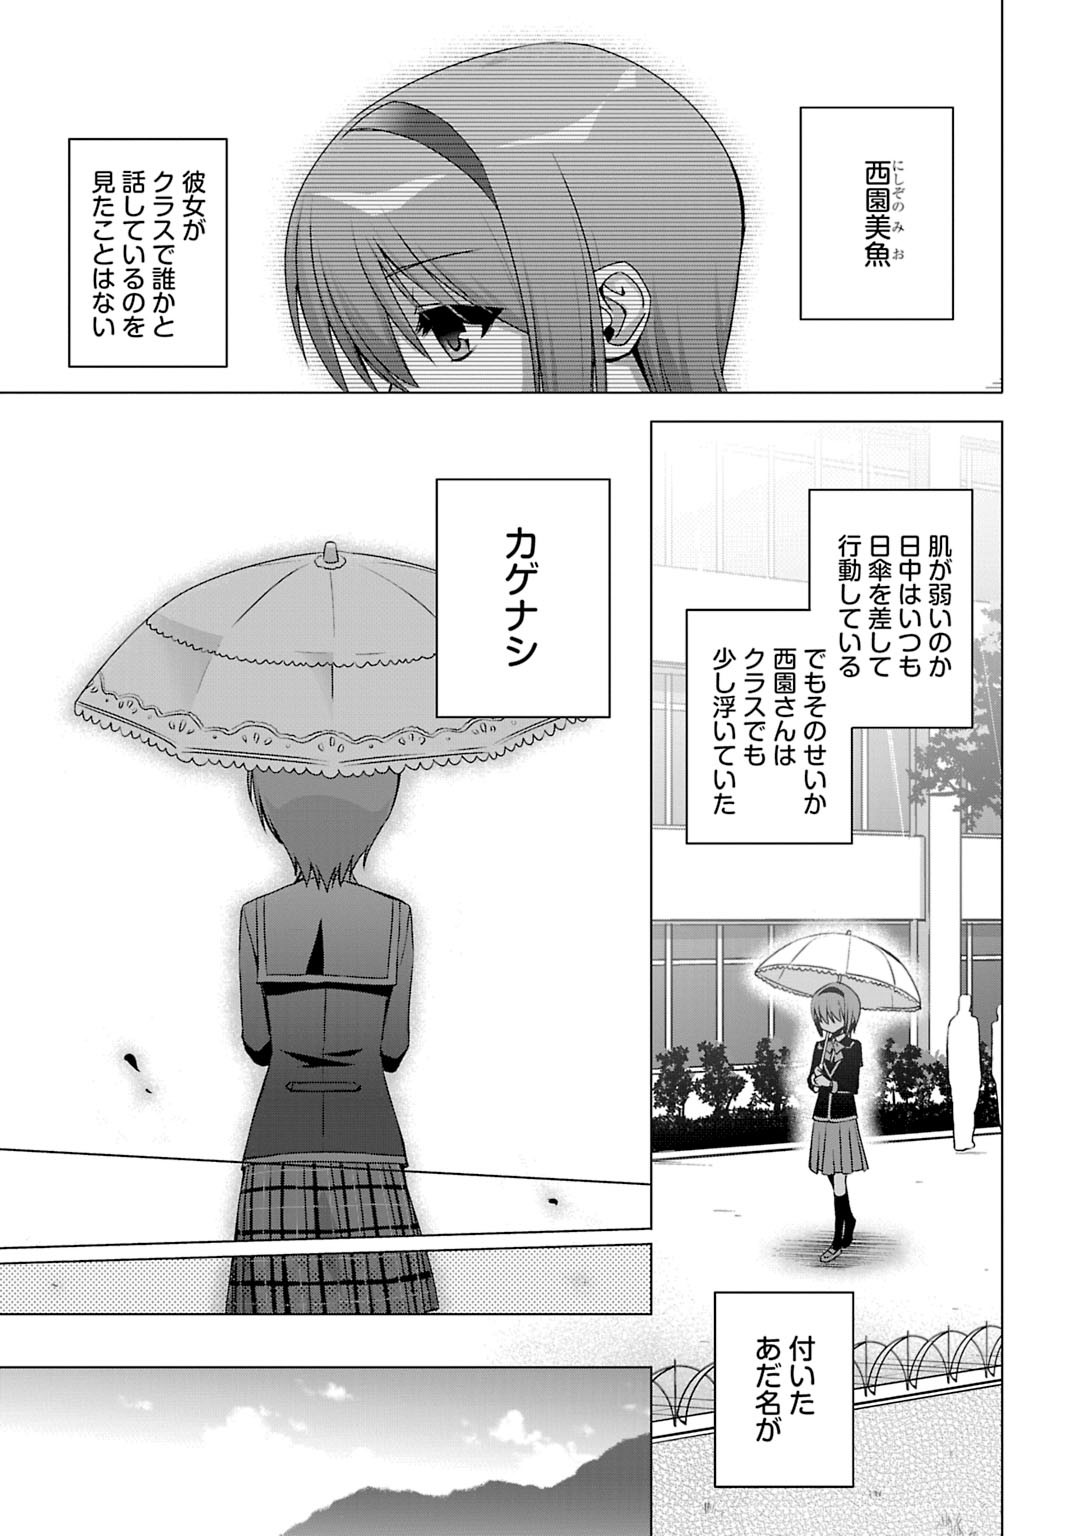 西園美魚
にしぞのみお
彼女が
クラスで誰かと
話しているのを
見たことはない
肌が弱いのか
日中はいつも
日傘を差して
行動している
でもそのせいか
西園さんは
クラスでも
少し浮いていた
付いた
あだ名が
カゲナシ